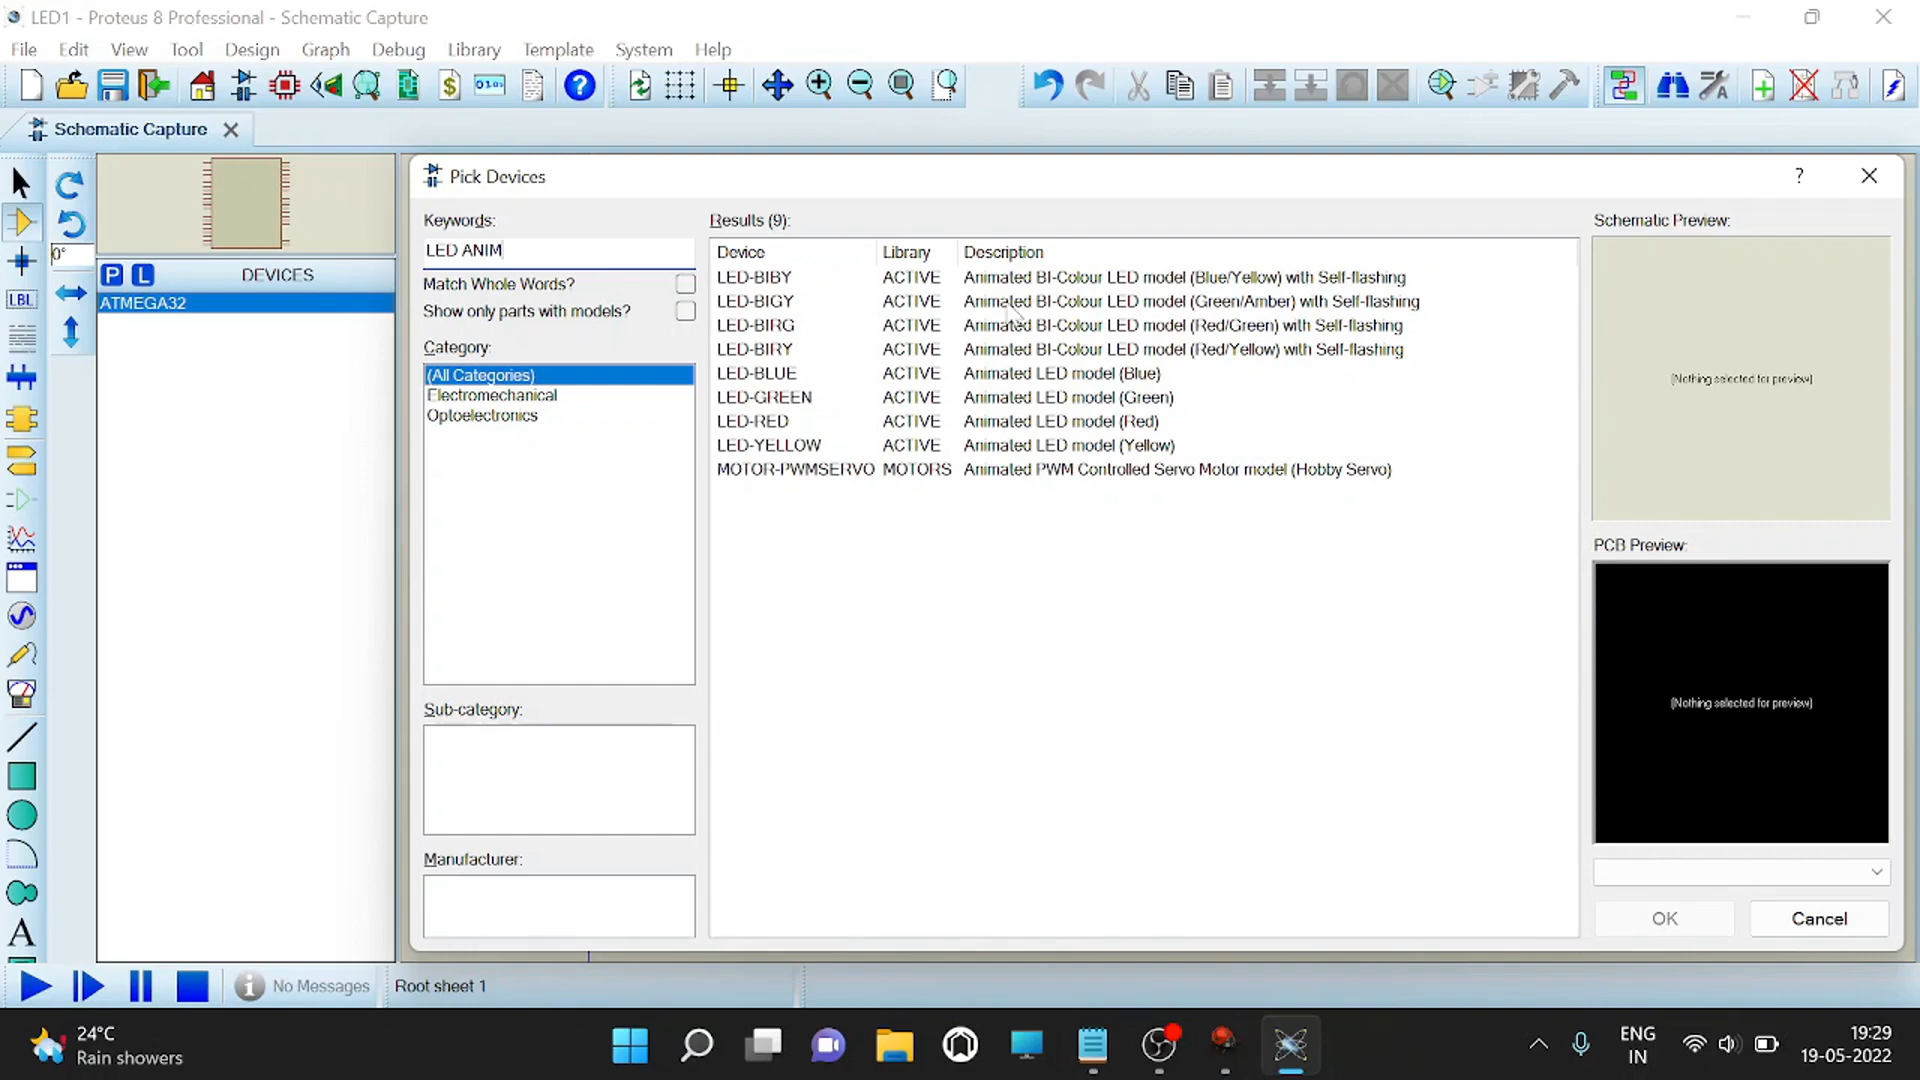 LED1 - Proteus 8 Professional - Schematic Capture
File Edit View Tool Design Graph Debug Library Template System Help
Schematic Capture
Pick Devices
Keywords:
LED ANIM
Match Whole Words?
Show only parts with models?
Category:
(All Categories)
Electromechanical
Optoelectronics
Sub-category:
Manufacturer:
Results (9):
Device Library Description
LED-BIBY ACTIVE Animated BI-Colour LED model (Blue/Yellow) with Self-flashing
LED-BIGY ACTIVE Animated BI-Colour LED model (Green/Amber) with Self-flashing
LED-BIRG ACTIVE Animated BI-Colour LED model (Red/Green) with Self-flashing
LED-BIRY ACTIVE Animated BI-Colour LED model (Red/Yellow) with Self-flashing
LED-BLUE ACTIVE Animated LED model (Blue)
LED-GREEN ACTIVE Animated LED model (Green)
LED-RED ACTIVE Animated LED model (Red)
LED-YELLOW ACTIVE Animated LED model (Yellow)
MOTOR-PWMSERVO MOTORS Animated PWM Controlled Servo Motor model (Hobby Servo)
Schematic Preview:
(Nothing selected for preview)
PCB Preview:
(Nothing selected for preview)
OK Cancel
0°
P L DEVICES
ATMEGA32
LBL
A
No Messages Root sheet 1
24°C
Rain showers
ENG
IN
19:29
19-05-2022